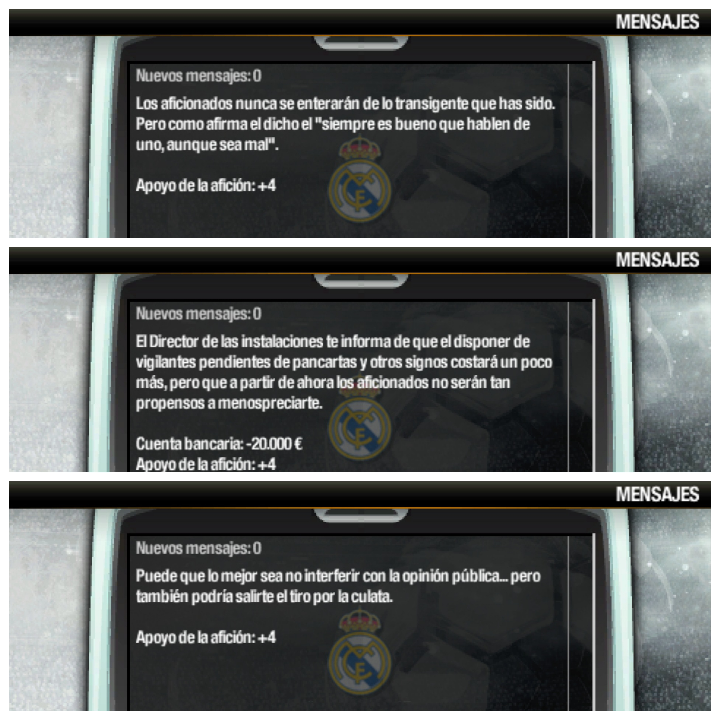 MENSAJES
Nuevos mensajes: 0
Los aficionados nunca se enterarán de lo transigente que has sido.
Pero como afirma el dicho el "siempre es bueno que hablen de
uno, aunque sea mal".
Apoyo de la afición: +4
MENSAJES
Nuevos mensajes: 0
El Director de las instalaciones te informa de que el disponer de
vigilantes pendientes de pancartas y otros signos costará un poco
más, pero que a partir de ahora los aficionados no serán tan
propensos a menospreciarte.
Cuenta bancaria: -20.000 €
Apoyo de la afición: +4
MENSAJES
Nuevos mensajes: 0
Puede que lo mejor sea no interferir con la opinión pública... pero
también podría salirte el tiro por la culata.
Apoyo de la afición: +4